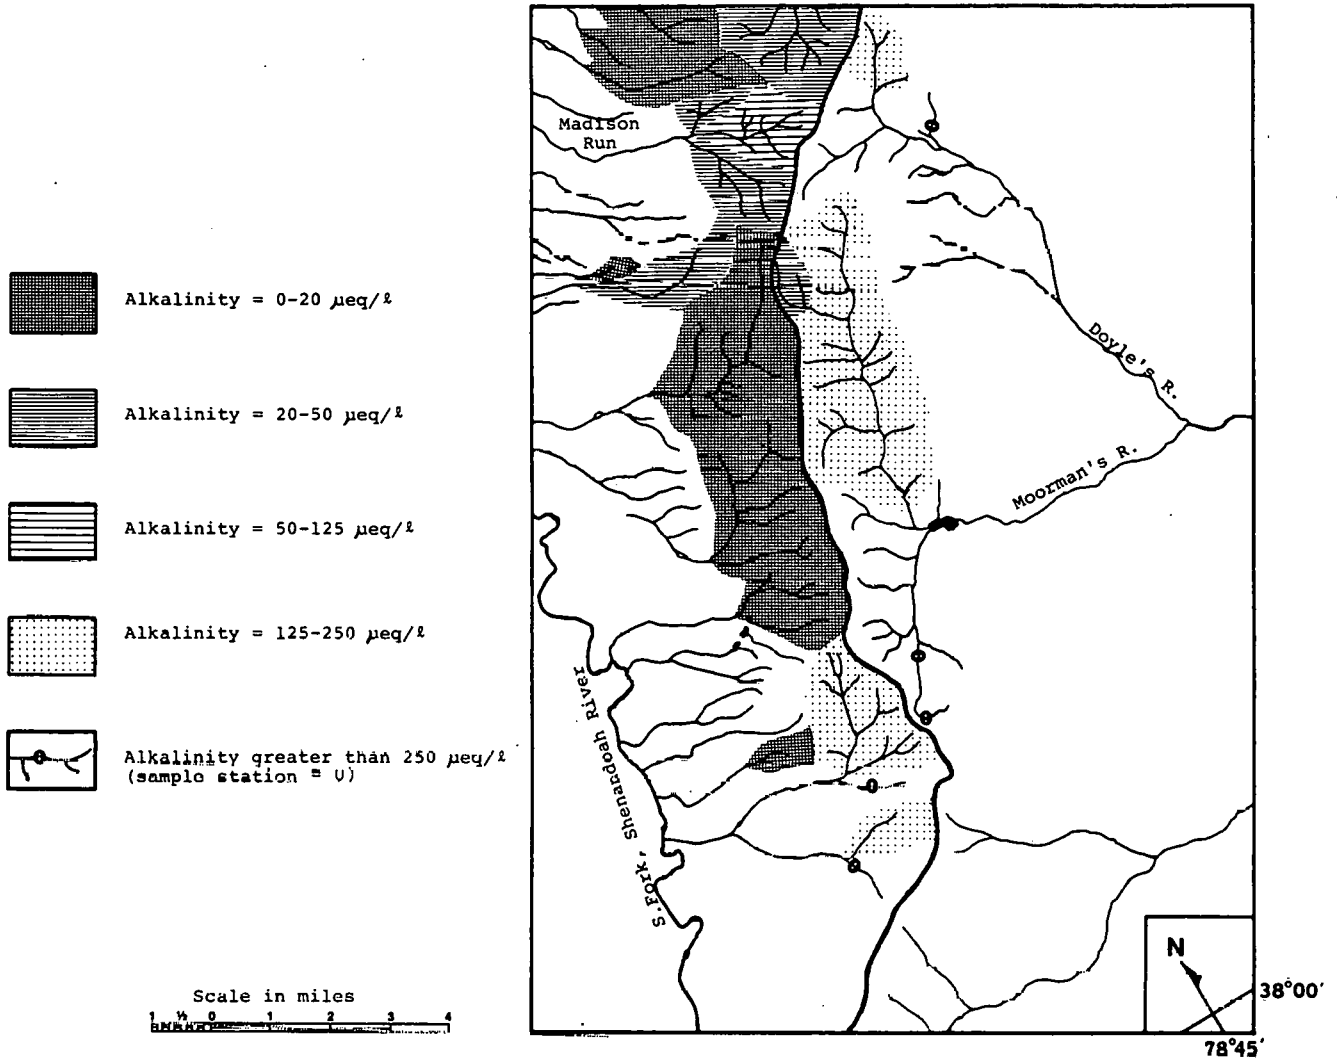 Madison
Run
Alkalinity = 0-20 μeq/ℓ
Alkalinity = 20-50 μeq/ℓ
Alkalinity = 50-125 μeq/ℓ
Alkalinity = 125-250 μeq/ℓ
Alkalinity greater than 250 μeq/ℓ
(samplo station = U)
Doyle's R.
Moorman's R.
S.Fork, Shenandoah River
Scale in miles
1 ½ 0 1 2 3 4
N
38°00'
78°45'